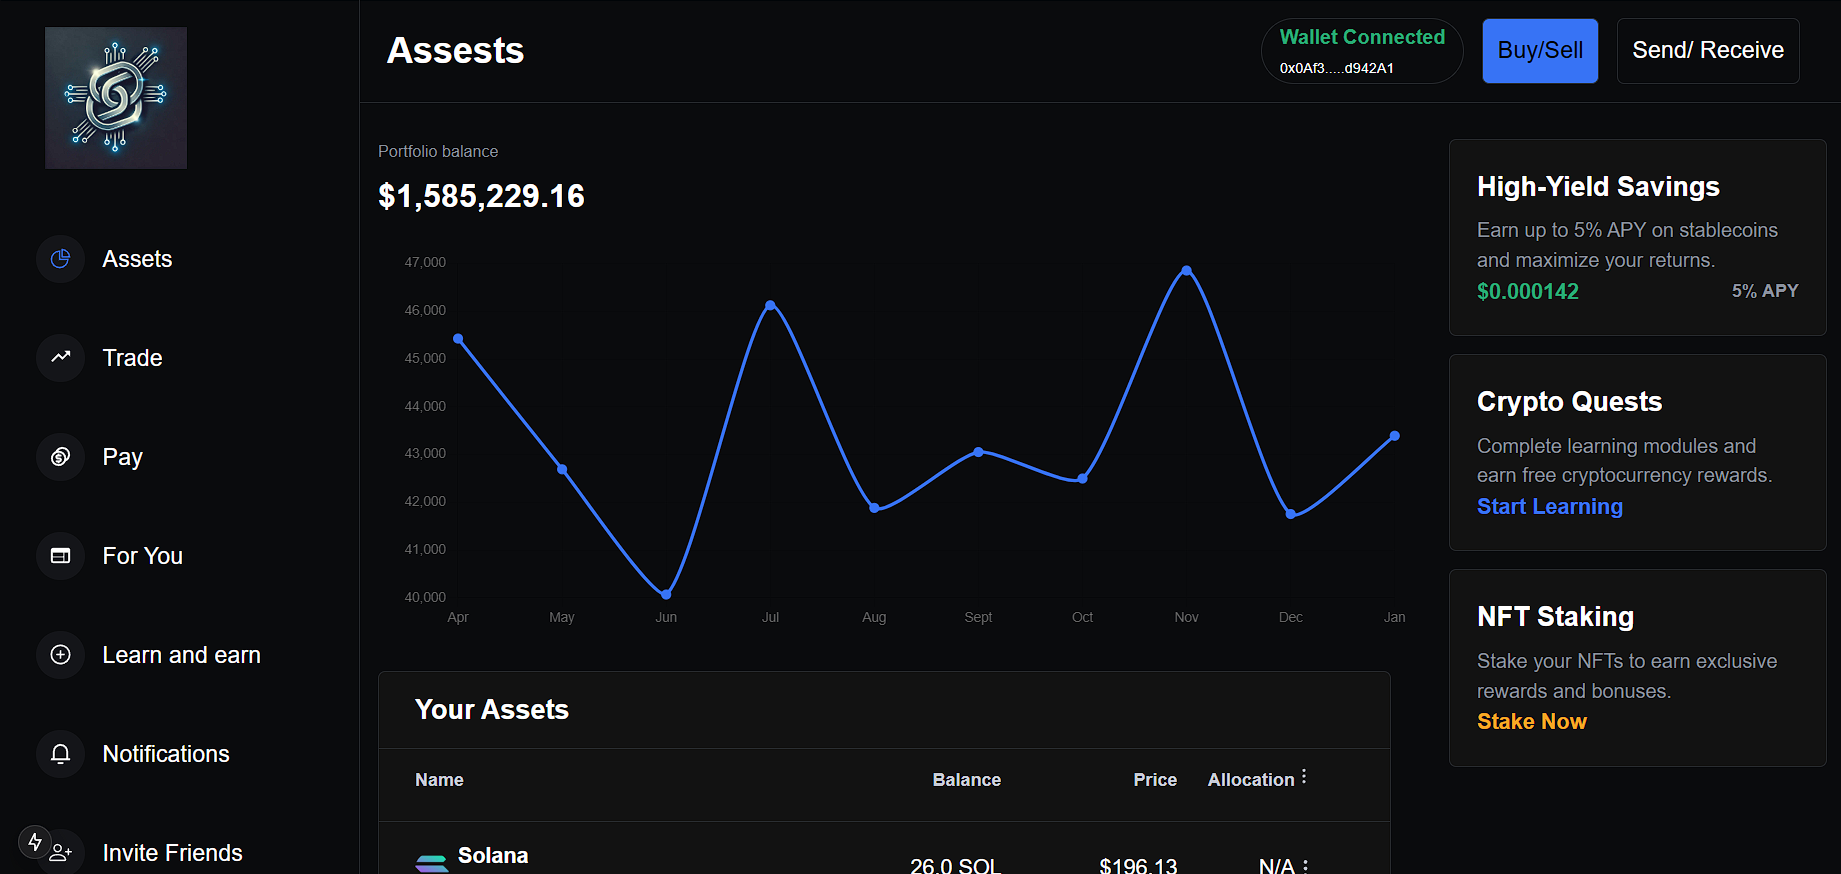 Assests
Wallet Connected
0x0Af3.....d942A1
Buy/Sell
Send/ Receive
Assets
Trade
Pay
For You
Learn and earn
Notifications
Invite Friends
Portfolio balance
$1,585,229.16
47,000
46,000
45,000
44,000
43,000
42,000
41,000
40,000
Apr May Jun Jul Aug Sept Oct Nov Dec Jan
Your Assets
Name Balance Price Allocation
Solana
26.0 SOL $196.13 N/A
High-Yield Savings
Earn up to 5% APY on stablecoins
and maximize your returns.
$0.000142 5% APY
Crypto Quests
Complete learning modules and
earn free cryptocurrency rewards.
Start Learning
NFT Staking
Stake your NFTs to earn exclusive
rewards and bonuses.
Stake Now